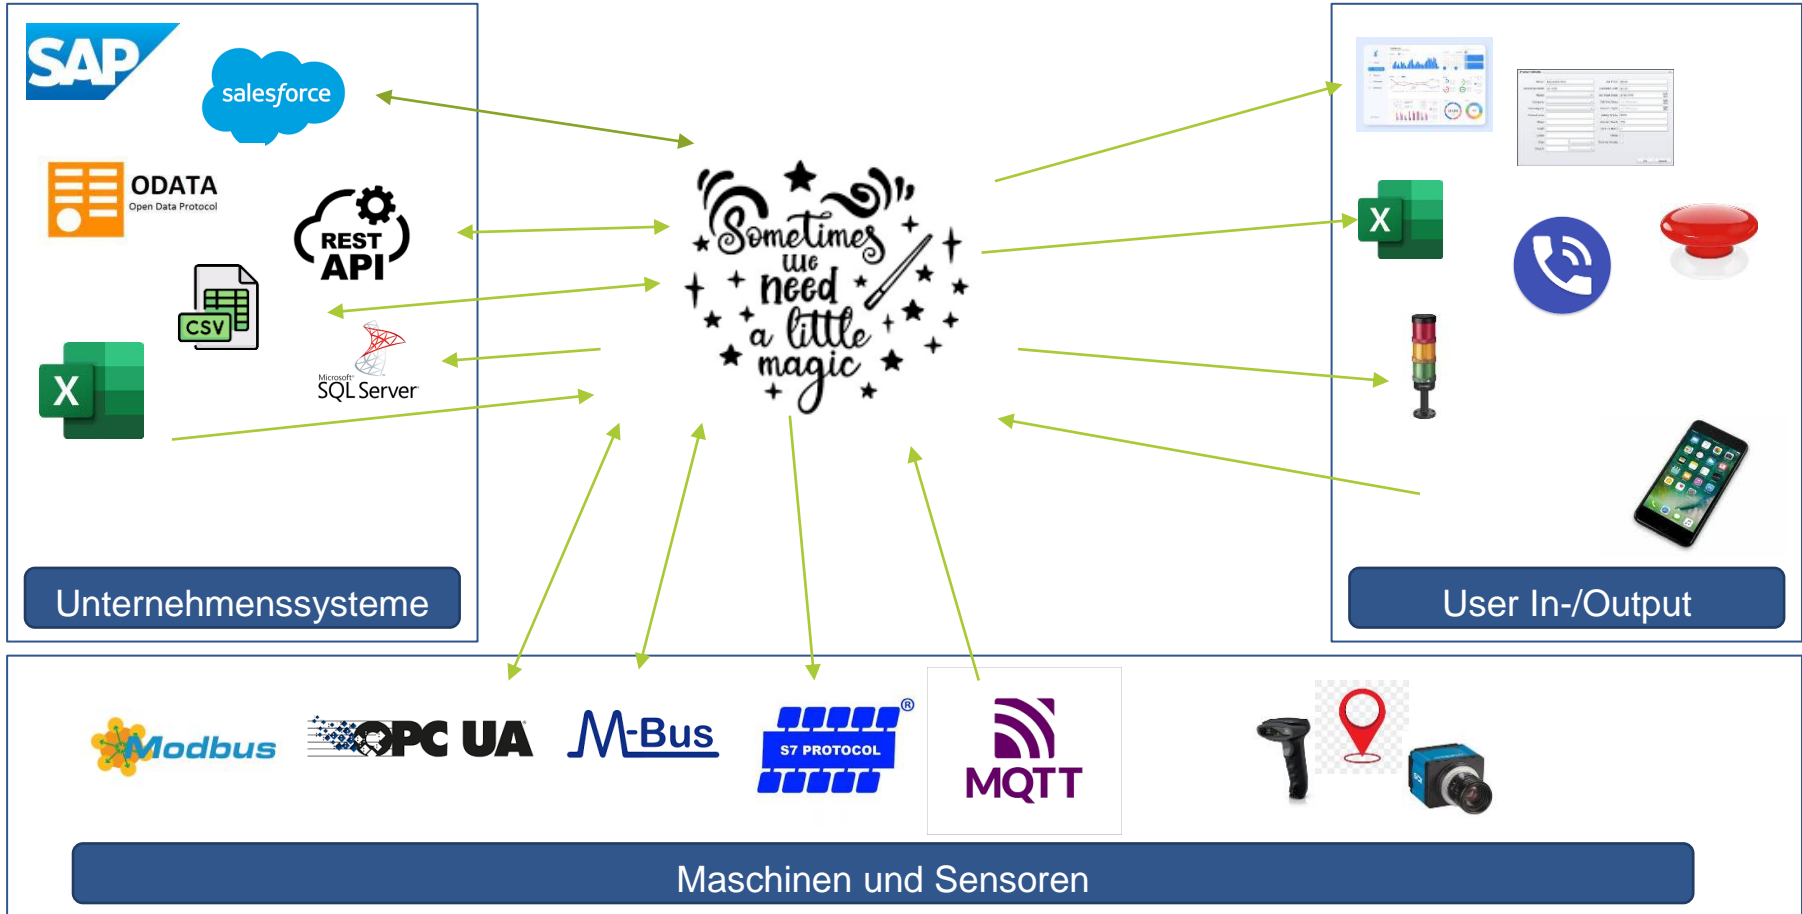 SAP
salesforce
ODATA
Open Data Protocol
REST
API
CSV
X
Microsoft®
SQL Server
Unternehmenssysteme
Sometimes
we
need
a little
magic
X
User In-/Output
Modbus
OPC UA
M-Bus
®
S7 PROTOCOL
MQTT
Maschinen und Sensoren